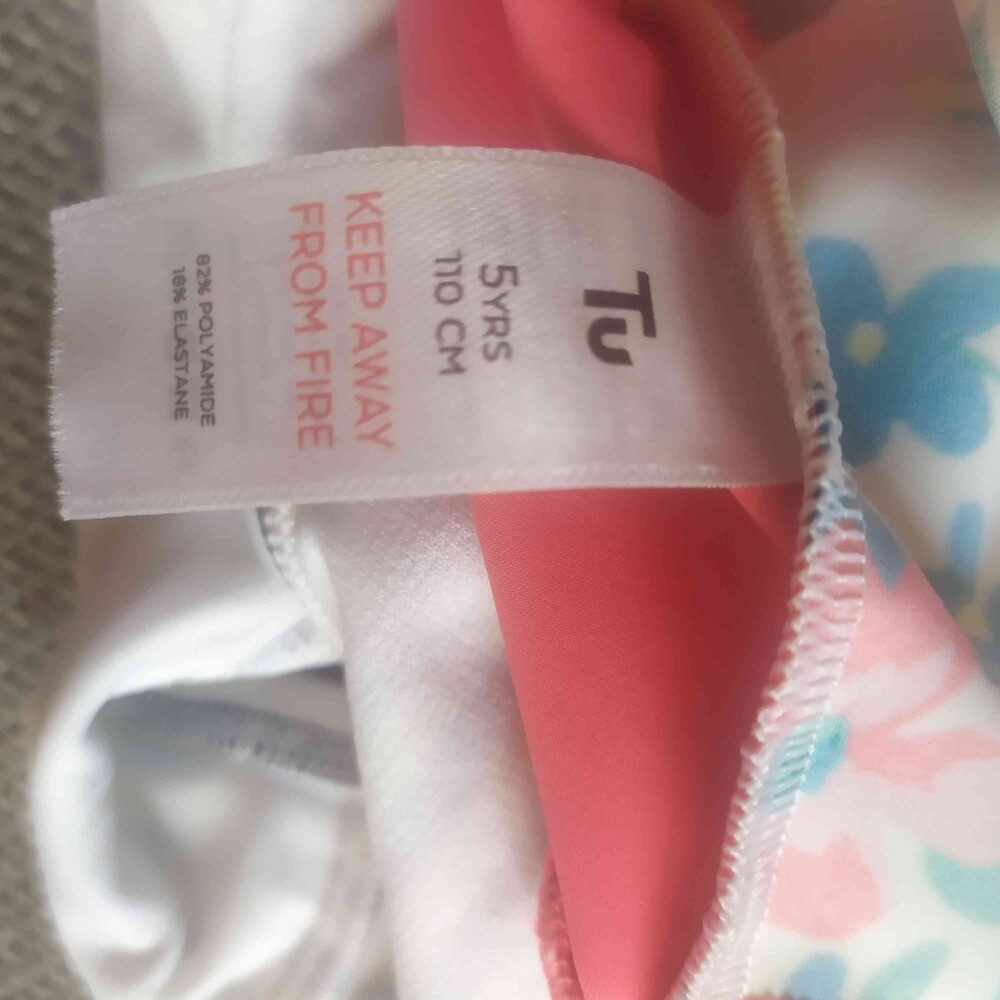 Tu
5YRS
110 CM
KEEP AWAY
FROM FIRE
82% POLYAMIDE
18% ELASTANE